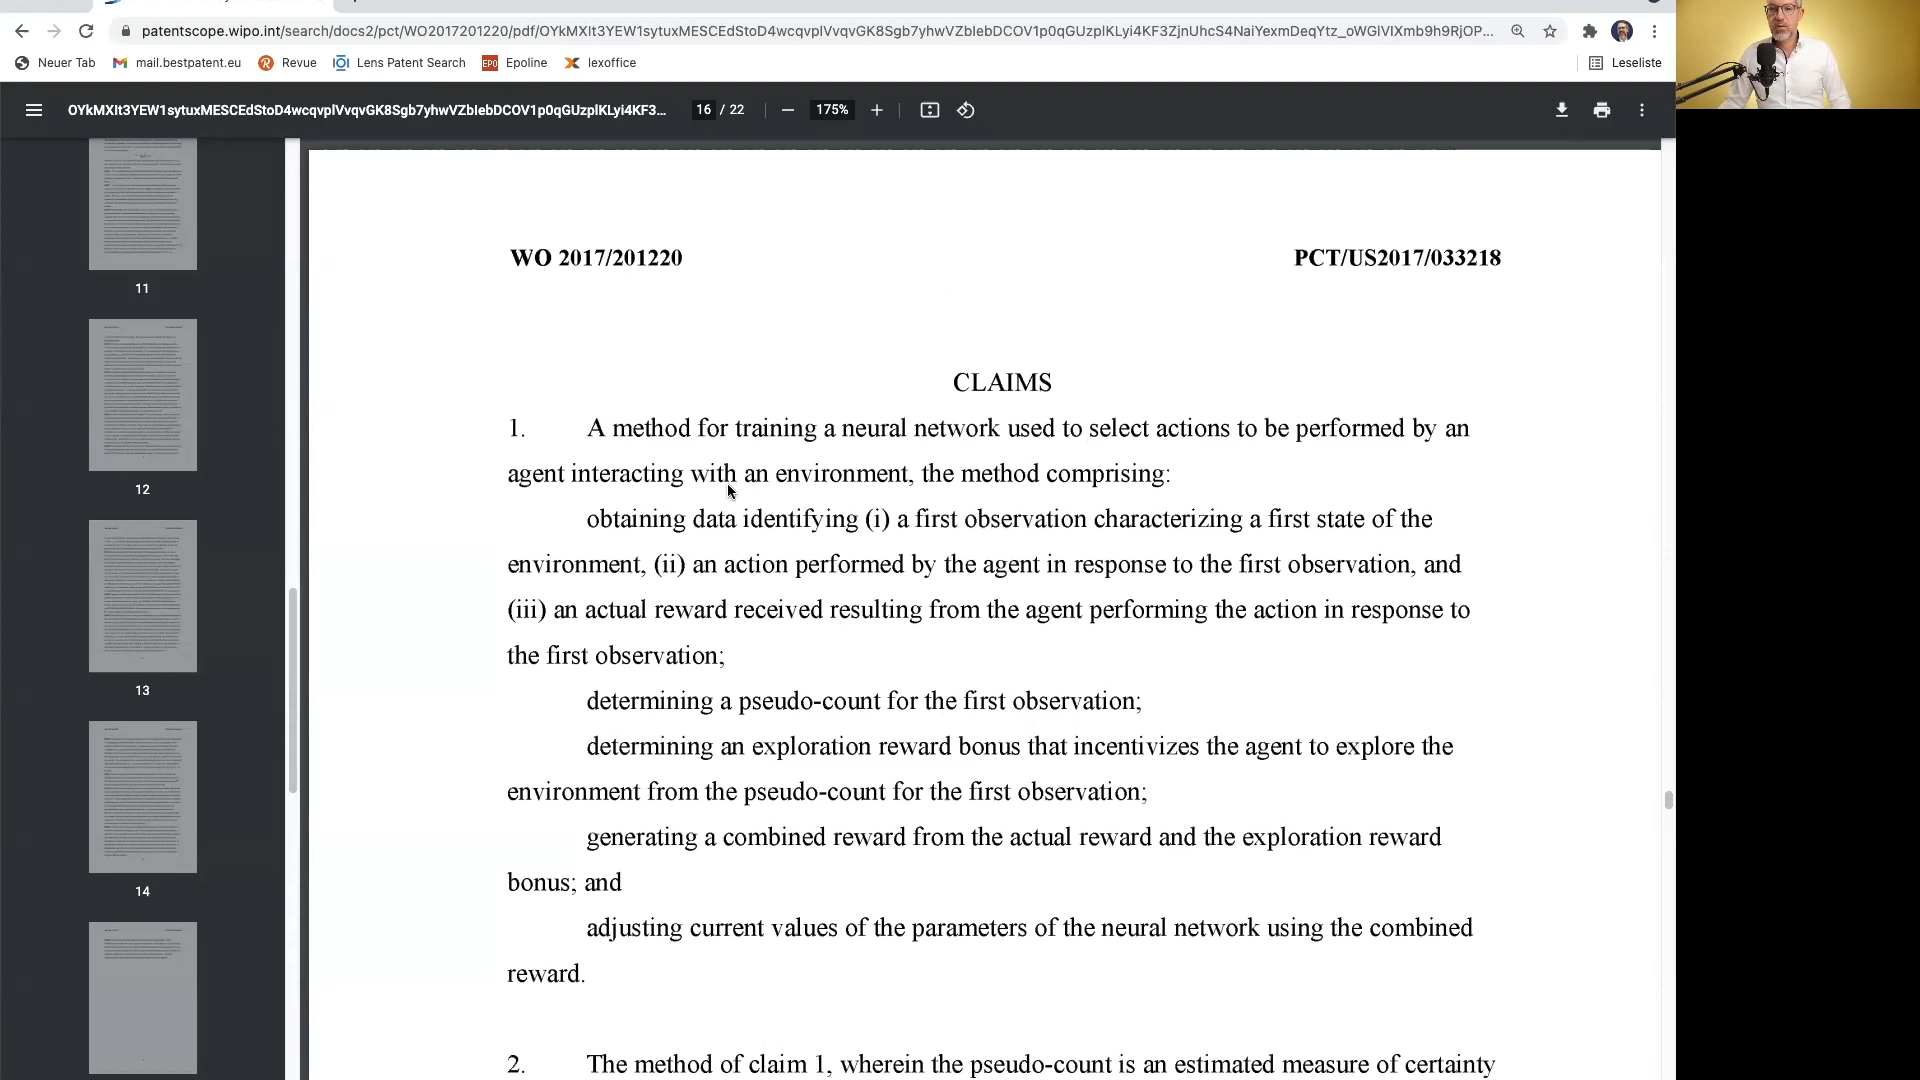 patentscope.wipo.int/search/docs2/pct/WO2017201220/pdf/OYkMXIt3YEW1sytuxMESCEdStoD4wcqvplVvqvGK8Sgb7yhwVZblebDCOV1p0qGUzplKLyi4KF3ZjnUhcS4NaiYexmDeqYtz_oWGlVlXmb9h9RjOP...
Neuer Tab mail.bestpatent.eu Revue Lens Patent Search EPO Epoline lexoffice Leseliste
OYkMXIt3YEW1sytuxMESCEdStoD4wcqvplVvqvGK8Sgb7yhwVZblebDCOV1p0qGUzplKLyi4KF3... 16 / 22 175%
11
12
13
14
WO 2017/201220 PCT/US2017/033218
CLAIMS
1. A method for training a neural network used to select actions to be performed by an
agent interacting with an environment, the method comprising:
obtaining data identifying (i) a first observation characterizing a first state of the
environment, (ii) an action performed by the agent in response to the first observation, and
(iii) an actual reward received resulting from the agent performing the action in response to
the first observation;
determining a pseudo-count for the first observation;
determining an exploration reward bonus that incentivizes the agent to explore the
environment from the pseudo-count for the first observation;
generating a combined reward from the actual reward and the exploration reward
bonus; and
adjusting current values of the parameters of the neural network using the combined
reward.
2. The method of claim 1, wherein the pseudo-count is an estimated measure of certainty